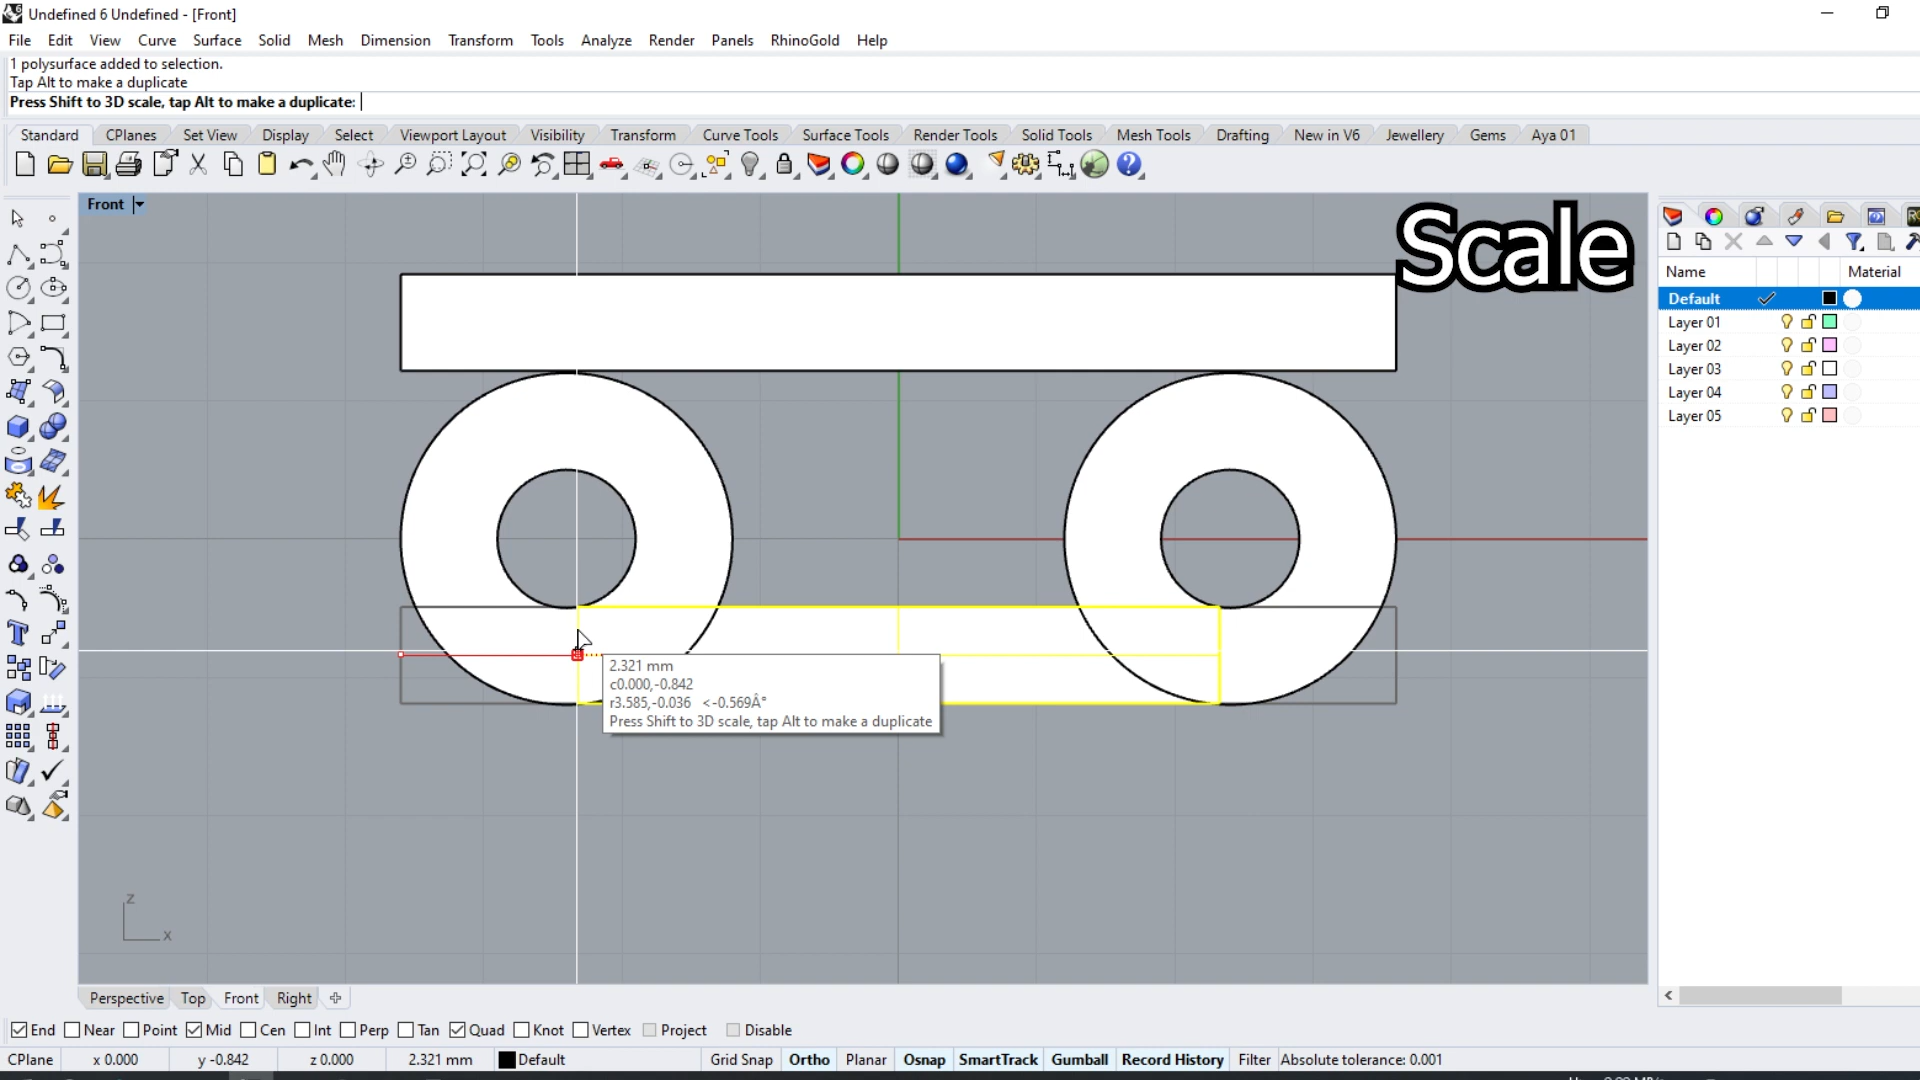 Undefined 6 Undefined - [Front]
File Edit View Curve Surface Solid Mesh Dimension Transform Tools Analyze Render Panels RhinoGold Help
1 polysurface added to selection.
Tap Alt to make a duplicate
Press Shift to 3D scale, tap Alt to make a duplicate:
Standard CPlanes Set View Display Select Viewport Layout Visibility Transform Curve Tools Surface Tools Render Tools Solid Tools Mesh Tools Drafting New in V6 Jewellery Gems Aya 01
Front
Scale
Name Material
Default
Layer 01
Layer 02
Layer 03
Layer 04
Layer 05
2.321 mm
c0.000,-0.842
r3.585,-0.036 <-0.569Â°
Press Shift to 3D scale, tap Alt to make a duplicate
z
x
Perspective Top Front Right
End Near Point Mid Cen Int Perp Tan Quad Knot Vertex Project Disable
CPlane x 0.000 y -0.842 z 0.000 2.321 mm Default Grid Snap Ortho Planar Osnap SmartTrack Gumball Record History Filter Absolute tolerance: 0.001